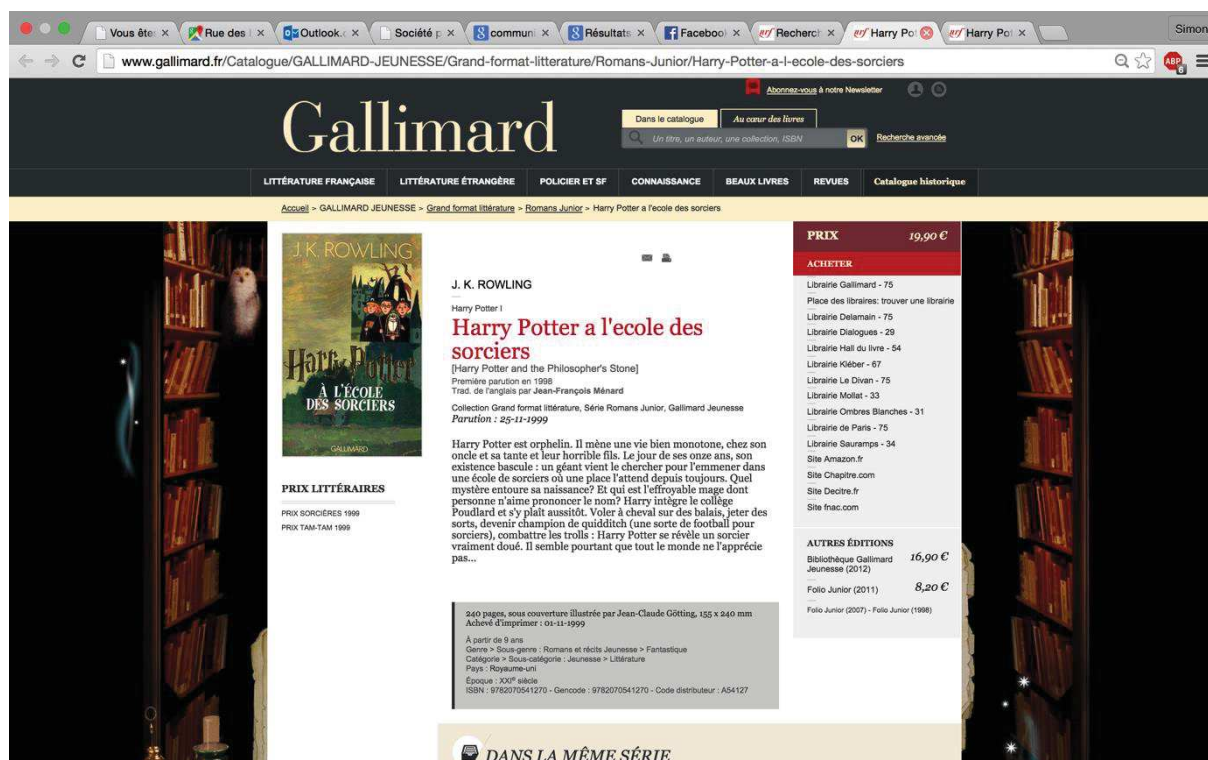 Vous ête
Rue des
Outlook.
Société p
commun
Résultats
Facebool
Recherch
Harry Pot
Harry Pot
Simon
www.gallimard.fr/Catalogue/GALLIMARD-JEUNESSE/Grand-format-litterature/Romans-Junior/Harry-Potter-a-l-ecole-des-sorciers
ABP
6
Abonnez-vous à notre Newsletter
Gallimard
Dans le catalogue
Au cœur des livres
Un titre, un auteur, une collection, ISBN
OK
Recherche avancée
LITTÉRATURE FRANÇAISE LITTÉRATURE ÉTRANGÈRE POLICIER ET SF CONNAISSANCE BEAUX LIVRES REVUES Catalogue historique
Accueil > GALLIMARD JEUNESSE > Grand format littérature > Romans Junior > Harry Potter a l'ecole des sorciers
J.K. ROWLING
Harry Potter
À L'ÉCOLE
DES SORCIERS
GALLIMARD
PRIX LITTÉRAIRES
PRIX SORCIÈRES 1999
PRIX TAM-TAM 1999
J. K. ROWLING
Harry Potter I
Harry Potter a l'ecole des
sorciers
[Harry Potter and the Philosopher's Stone]
Première parution en 1998
Trad. de l'anglais par Jean-François Ménard
Collection Grand format littérature, Série Romans Junior, Gallimard Jeunesse
Parution : 25-11-1999
Harry Potter est orphelin. Il mène une vie bien monotone, chez son
oncle et sa tante et leur horrible fils. Le jour de ses onze ans, son
existence bascule : un géant vient le chercher pour l'emmener dans
une école de sorciers où une place l'attend depuis toujours. Quel
mystère entoure sa naissance? Et qui est l'effroyable mage dont
personne n'aime prononcer le nom? Harry intègre le collège
Poudlard et s'y plaît aussitôt. Voler à cheval sur des balais, jeter des
sorts, devenir champion de quidditch (une sorte de football pour
sorciers), combattre les trolls : Harry Potter se révèle un sorcier
vraiment doué. Il semble pourtant que tout le monde ne l'apprécie
pas...
240 pages, sous couverture illustrée par Jean-Claude Götting, 155 x 240 mm
Achevé d'imprimer : 01-11-1999
À partir de 9 ans
Genre > Sous-genre : Romans et récits Jeunesse > Fantastique
Catégorie > Sous-catégorie : Jeunesse > Littérature
Pays : Royaume-uni
Époque : XXIe siècle
ISBN : 9782070541270 - Gencode : 9782070541270 - Code distributeur : A54127
DANS LA MÊME SÉRIE
PRIX 19,90 €
ACHETER
Librairie Gallimard - 75
Place des libraires: trouver une librairie
Librairie Delamain - 75
Librairie Dialogues - 29
Librairie Hall du livre - 54
Librairie Kléber - 67
Librairie Le Divan - 75
Librairie Mollat - 33
Librairie Ombres Blanches - 31
Librairie de Paris - 75
Librairie Sauramps - 34
Site Amazon.fr
Site Chapitre.com
Site Decitre.fr
Site fnac.com
AUTRES ÉDITIONS
Bibliothèque Gallimard 16,90 €
Jeunesse (2012)
Folio Junior (2011) 8,20 €
Folio Junior (2007) - Folio Junior (1998)